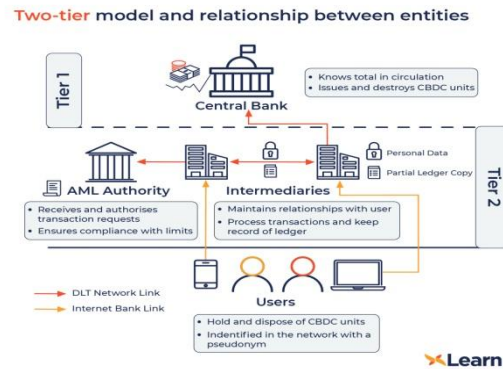 Two-tier model and relationship between entities
Tier 1
Central Bank
• Knows total in circulation
• Issues and destroys CBDC units
AML Authority
Intermediaries
Personal Data
Partial Ledger Copy
Tier 2
• Receives and authorises
transaction requests
• Ensures compliance with limits
• Maintains relationships with user
• Process transactions and keep
record of ledger
DLT Network Link
Internet Bank Link
Users
• Hold and dispose of CBDC units
• Indentified in the network with a
pseudonym
Learn